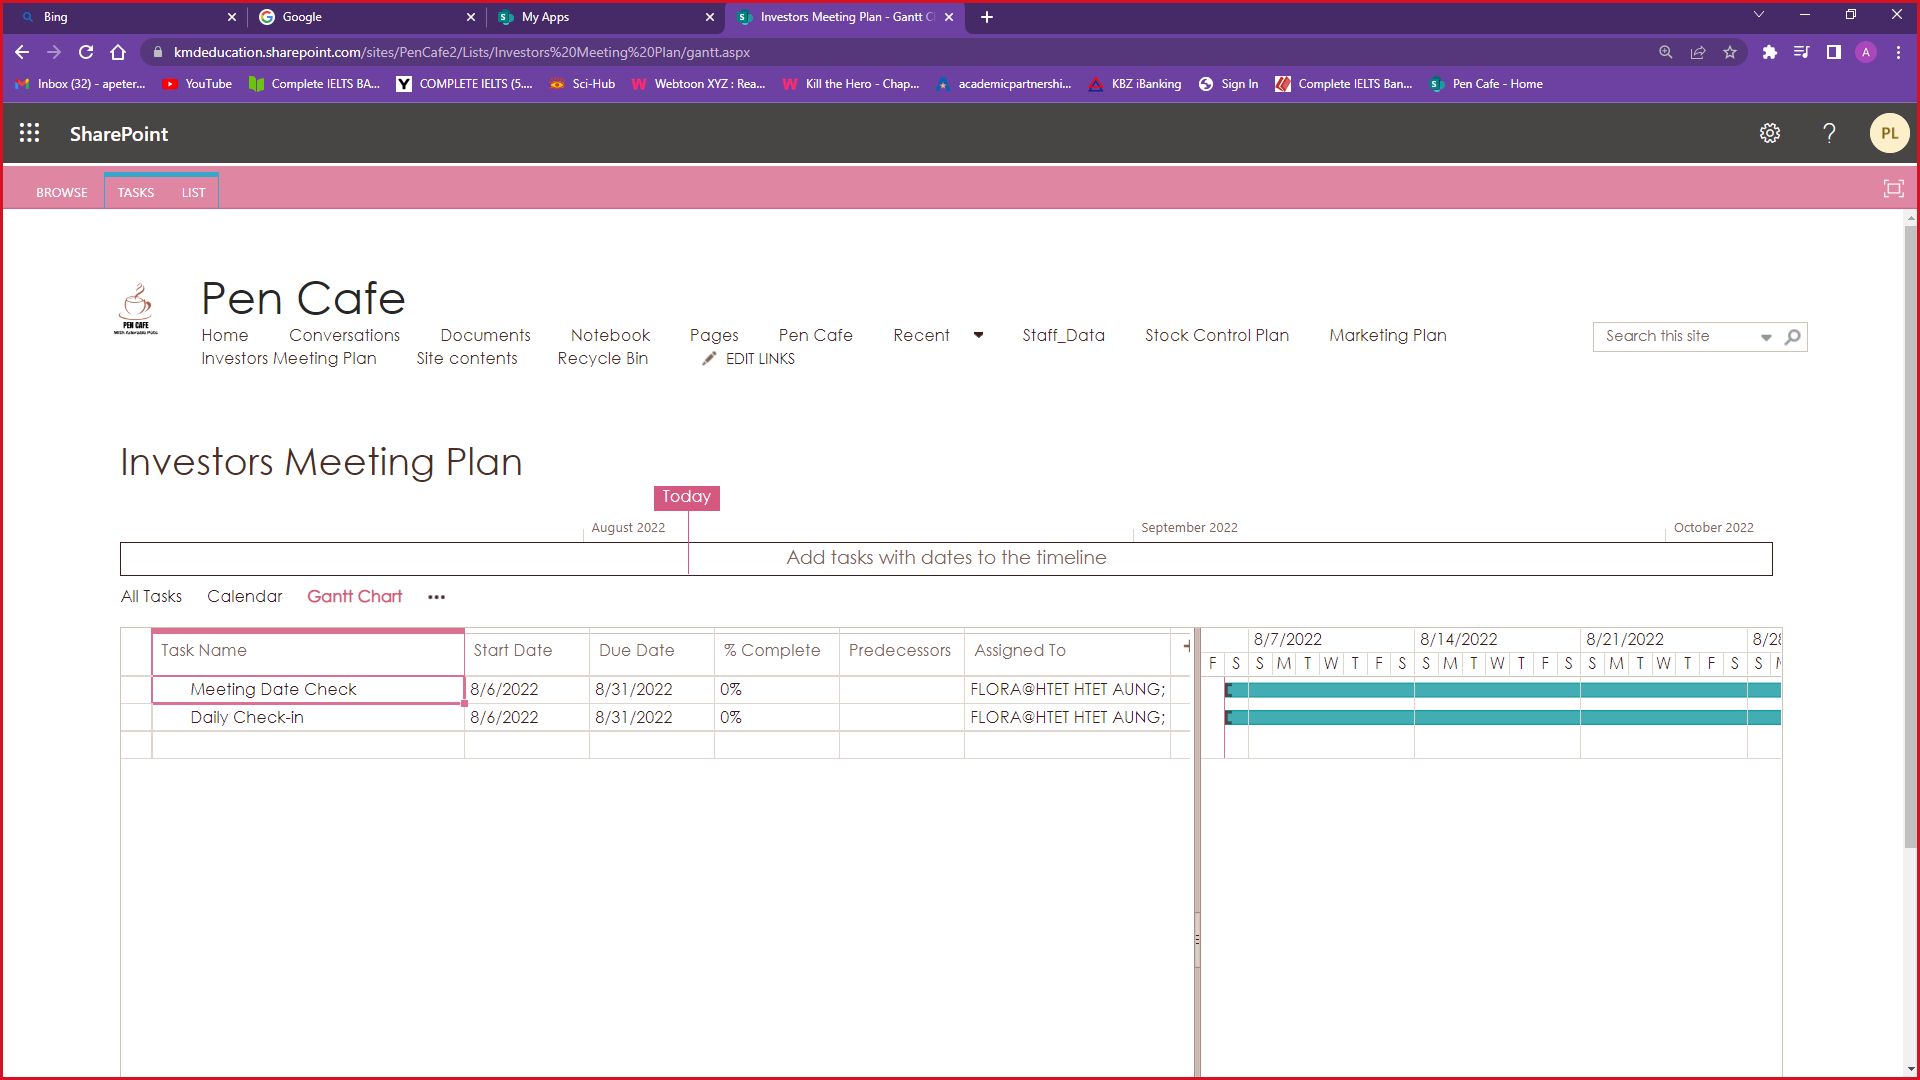 Bing
Google
My Apps
Investors Meeting Plan - Gantt C
kmdeducation.sharepoint.com/sites/PenCafe2/Lists/Investors%20Meeting%20Plan/gantt.aspx
A
Inbox (32) - apeter...
YouTube
Complete IELTS BA...
COMPLETE IELTS (5....
Sci-Hub
Webtoon XYZ : Rea...
Kill the Hero - Chap...
academicpartnershi...
KBZ iBanking
Sign In
Complete IELTS Ban...
Pen Cafe - Home
SharePoint
PL
BROWSE TASKS LIST
PEN CAFE
Pen Cafe
Home Conversations Documents Notebook Pages Pen Cafe Recent Staff_Data Stock Control Plan Marketing Plan
Investors Meeting Plan Site contents Recycle Bin EDIT LINKS
Search this site
Investors Meeting Plan
Today
August 2022 September 2022 October 2022
Add tasks with dates to the timeline
All Tasks Calendar Gantt Chart
Task Name Start Date Due Date % Complete Predecessors Assigned To
8/7/2022 8/14/2022 8/21/2022 8/28
F S S M T W T F S S M T W T F S S M T W T F S S M
Meeting Date Check 8/6/2022 8/31/2022 0% FLORA@HTET HTET AUNG;
Daily Check-in 8/6/2022 8/31/2022 0% FLORA@HTET HTET AUNG;